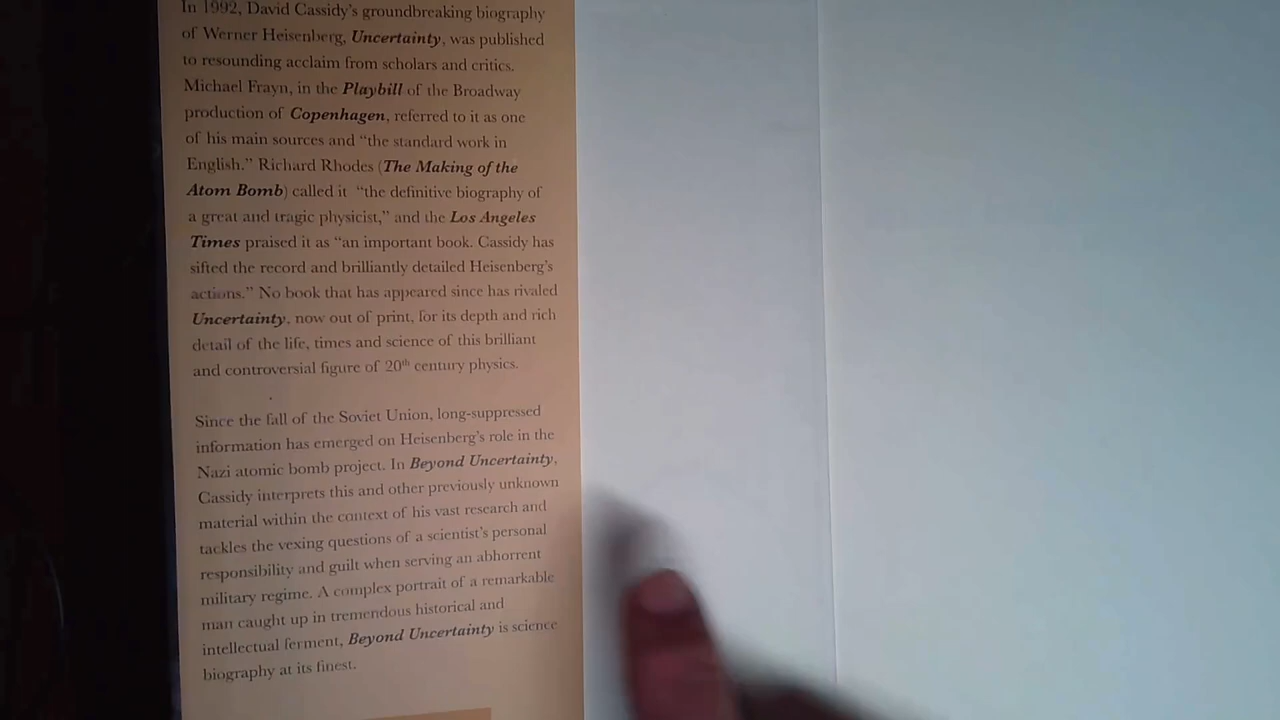 In 1992, David Cassidy's groundbreaking biography
of Werner Heisenberg, Uncertainty, was published
to resounding acclaim from scholars and critics.
Michael Frayn, in the Playbill of the Broadway
production of Copenhagen, referred to it as one
of his main sources and “the standard work in
English.” Richard Rhodes (The Making of the
Atom Bomb) called it “the definitive biography of
a great and tragic physicist,” and the Los Angeles
Times praised it as “an important book. Cassidy has
sifted the record and brilliantly detailed Heisenberg's
actions.” No book that has appeared since has rivaled
Uncertainty, now out of print, for its depth and rich
detail of the life, times and science of this brilliant
and controversial figure of 20th century physics.
Since the fall of the Soviet Union, long-suppressed
information has emerged on Heisenberg's role in the
Nazi atomic bomb project. In Beyond Uncertainty,
Cassidy interprets this and other previously unknown
material within the context of his vast research and
tackles the vexing questions of a scientist's personal
responsibility and guilt when serving an abhorrent
military regime. A complex portrait of a remarkable
man caught up in tremendous historical and
intellectual ferment, Beyond Uncertainty is science
biography at its finest.